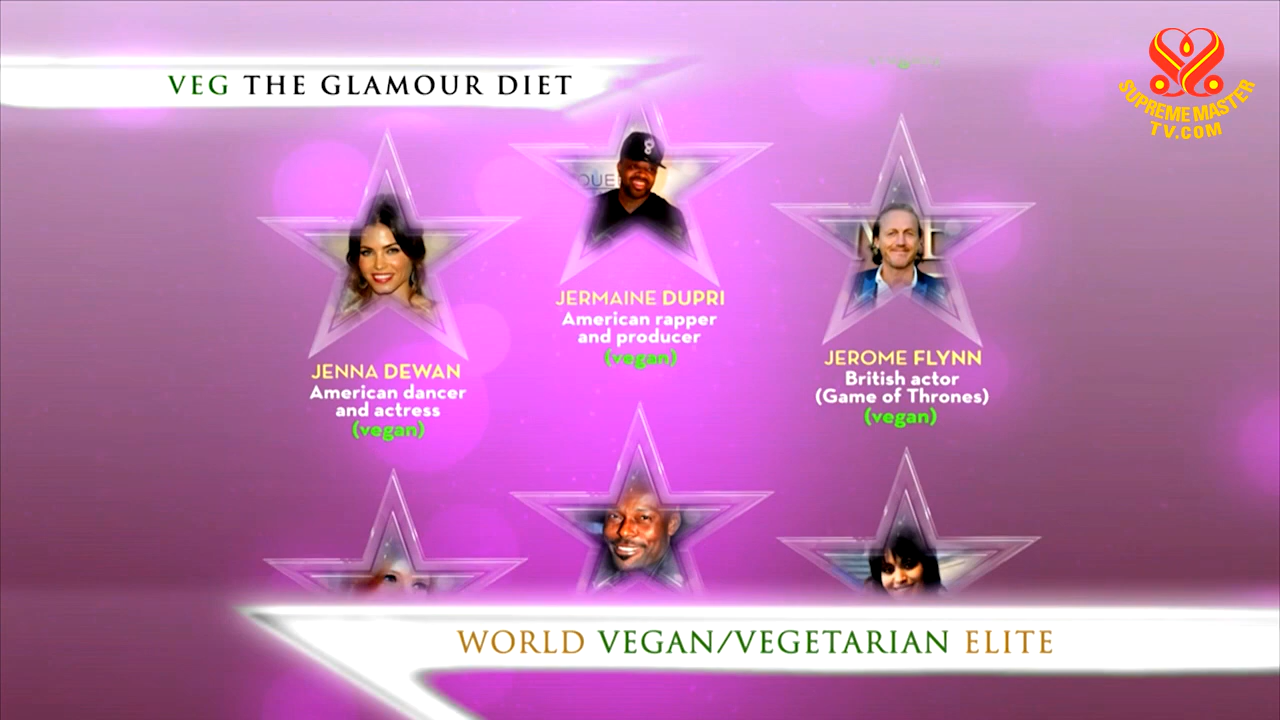 VEG THE GLAMOUR DIET
SUPREME MASTER
TV.COM
JENNA DEWAN
American dancer
and actress
(vegan)
JERMAINE DUPRI
American rapper
and producer
(vegan)
JEROME FLYNN
British actor
(Game of Thrones)
(vegan)
WORLD VEGAN/VEGETARIAN ELITE